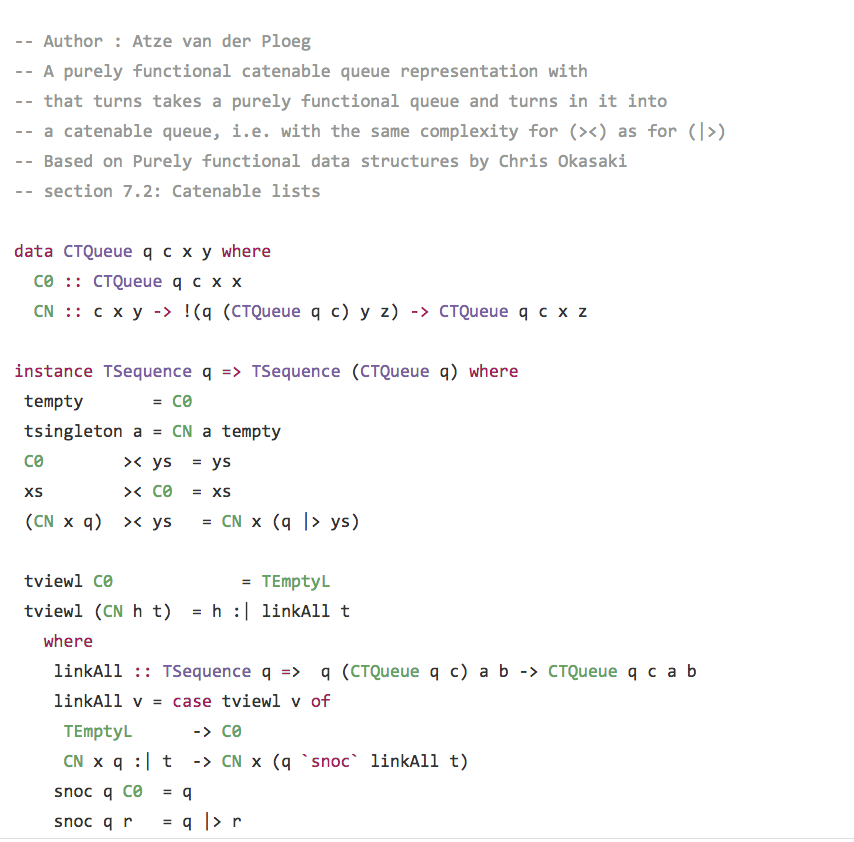 -- Author : Atze van der Ploeg
-- A purely functional catenable queue representation with
-- that turns takes a purely functional queue and turns in it into
-- a catenable queue, i.e. with the same complexity for (><) as for (|>)
-- Based on Purely functional data structures by Chris Okasaki
-- section 7.2: Catenable lists

data CTQueue q c x y where
  C0 :: CTQueue q c x x
  CN :: c x y -> !(q (CTQueue q c) y z) -> CTQueue q c x z

instance TSequence q => TSequence (CTQueue q) where
 tempty       = C0
 tsingleton a = CN a tempty
 C0        >< ys  = ys
 xs        >< C0  = xs
 (CN x q)  >< ys   = CN x (q |> ys)

 tviewl C0             = TEmptyL
 tviewl (CN h t)  = h :| linkAll t
   where
    linkAll :: TSequence q =>  q (CTQueue q c) a b -> CTQueue q c a b
    linkAll v = case tviewl v of
     TEmptyL      -> C0
     CN x q :| t  -> CN x (q `snoc` linkAll t)
    snoc q C0  = q
    snoc q r   = q |> r